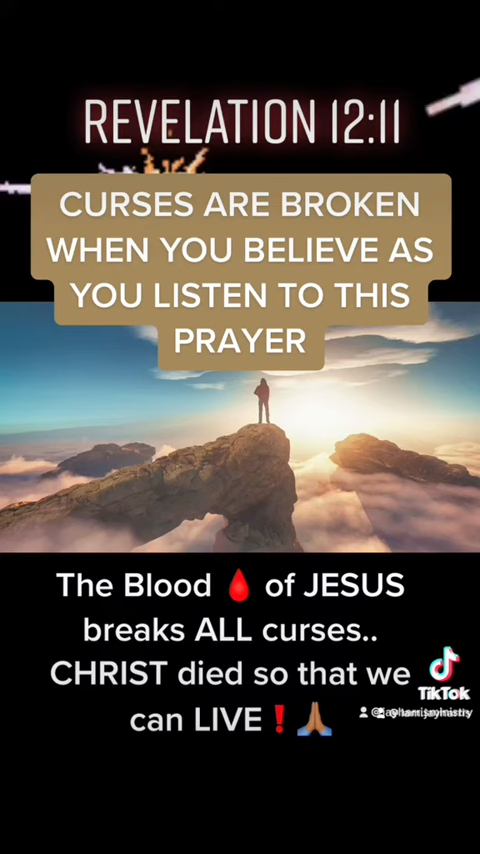 REVELATION 12:11
CURSES ARE BROKEN
WHEN YOU BELIEVE AS
YOU LISTEN TO THIS
PRAYER
The Blood 🩸 of JESUS
breaks ALL curses..
CHRIST died so that we
can LIVE❗🙏🏽
TikTok